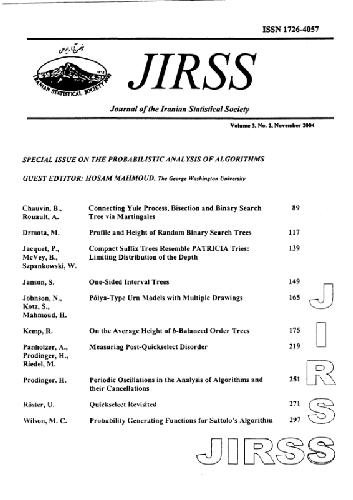 ISSN 1726-4057
JIRSS
IRANIAN STATISTICAL SOCIETY
Journal of the Iranian Statistical Society
Volume 3, No. 2, November 2004
SPECIAL ISSUE ON THE PROBABILISTIC ANALYSIS OF ALGORITHMS
GUEST EDITOR: HOSAM MAHMOUD, The George Washington University
Chauvin, B., Connecting Yule Process, Bisection and Binary Search 89
Rouault, A. Tree via Martingales
Drmota, M. Profile and Height of Random Binary Search Trees 117
Jacquet, P., Compact Suffix Trees Resemble PATRICIA Tries: 139
McVey, B., Limiting Distribution of the Depth
Szpankowski, W.
Janson, S. One-Sided Interval Trees 149
Johnson, N., Pólya-Type Urn Models with Multiple Drawings 165
Kotz, S.,
Mahmoud, H.
Kemp, R. On the Average Height of b-Balanced Order Trees 175
Panholzer, A., Measuring Post-Quickselect Disorder 219
Prodinger, H.,
Riedel, M.
Prodinger, H. Periodic Oscillations in the Analysis of Algorithms and 251
their Cancellations
Rösler, U. Quickselect Revisited 271
Wilson, M. C. Probability Generating Functions for Sattolo's Algorithm 297
JIRS
JIRSS